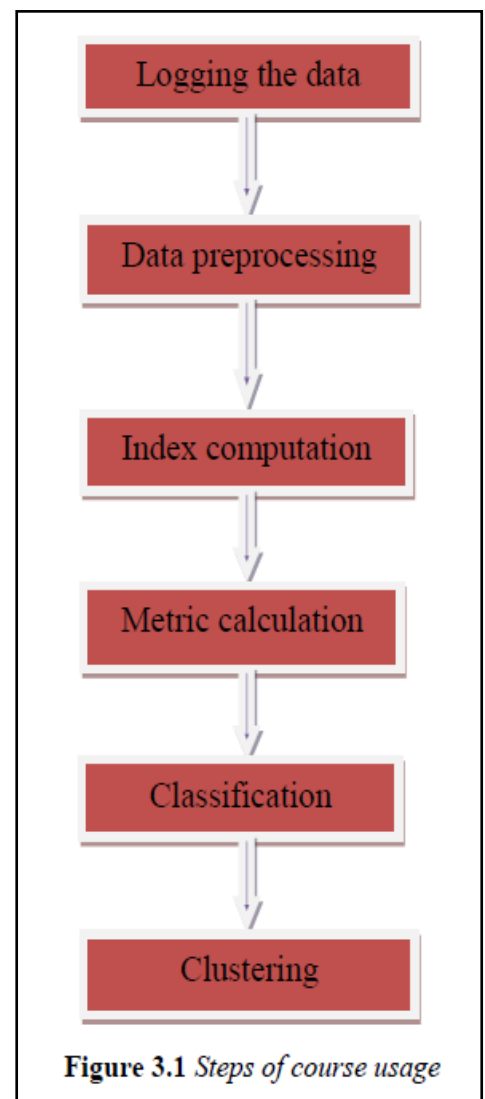 Logging the data
Data preprocessing
Index computation
Metric calculation
Classification
Clustering
Figure 3.1 Steps of course usage